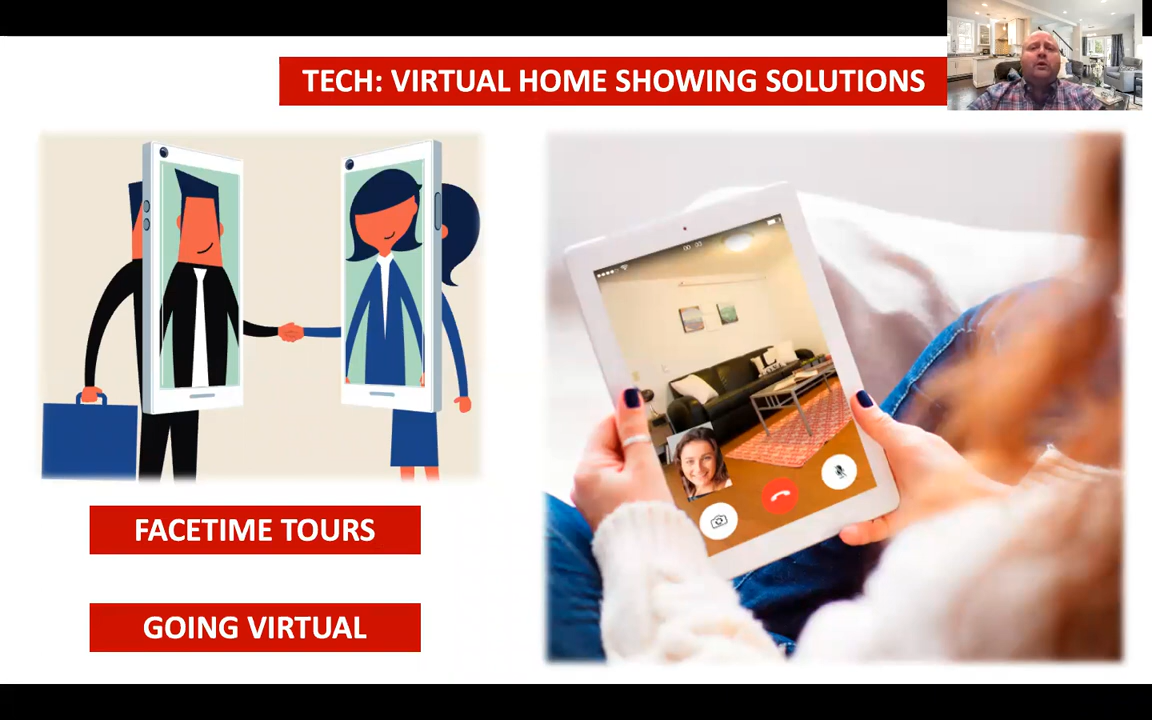 TECH: VIRTUAL HOME SHOWING SOLUTIONS
FACETIME TOURS
GOING VIRTUAL